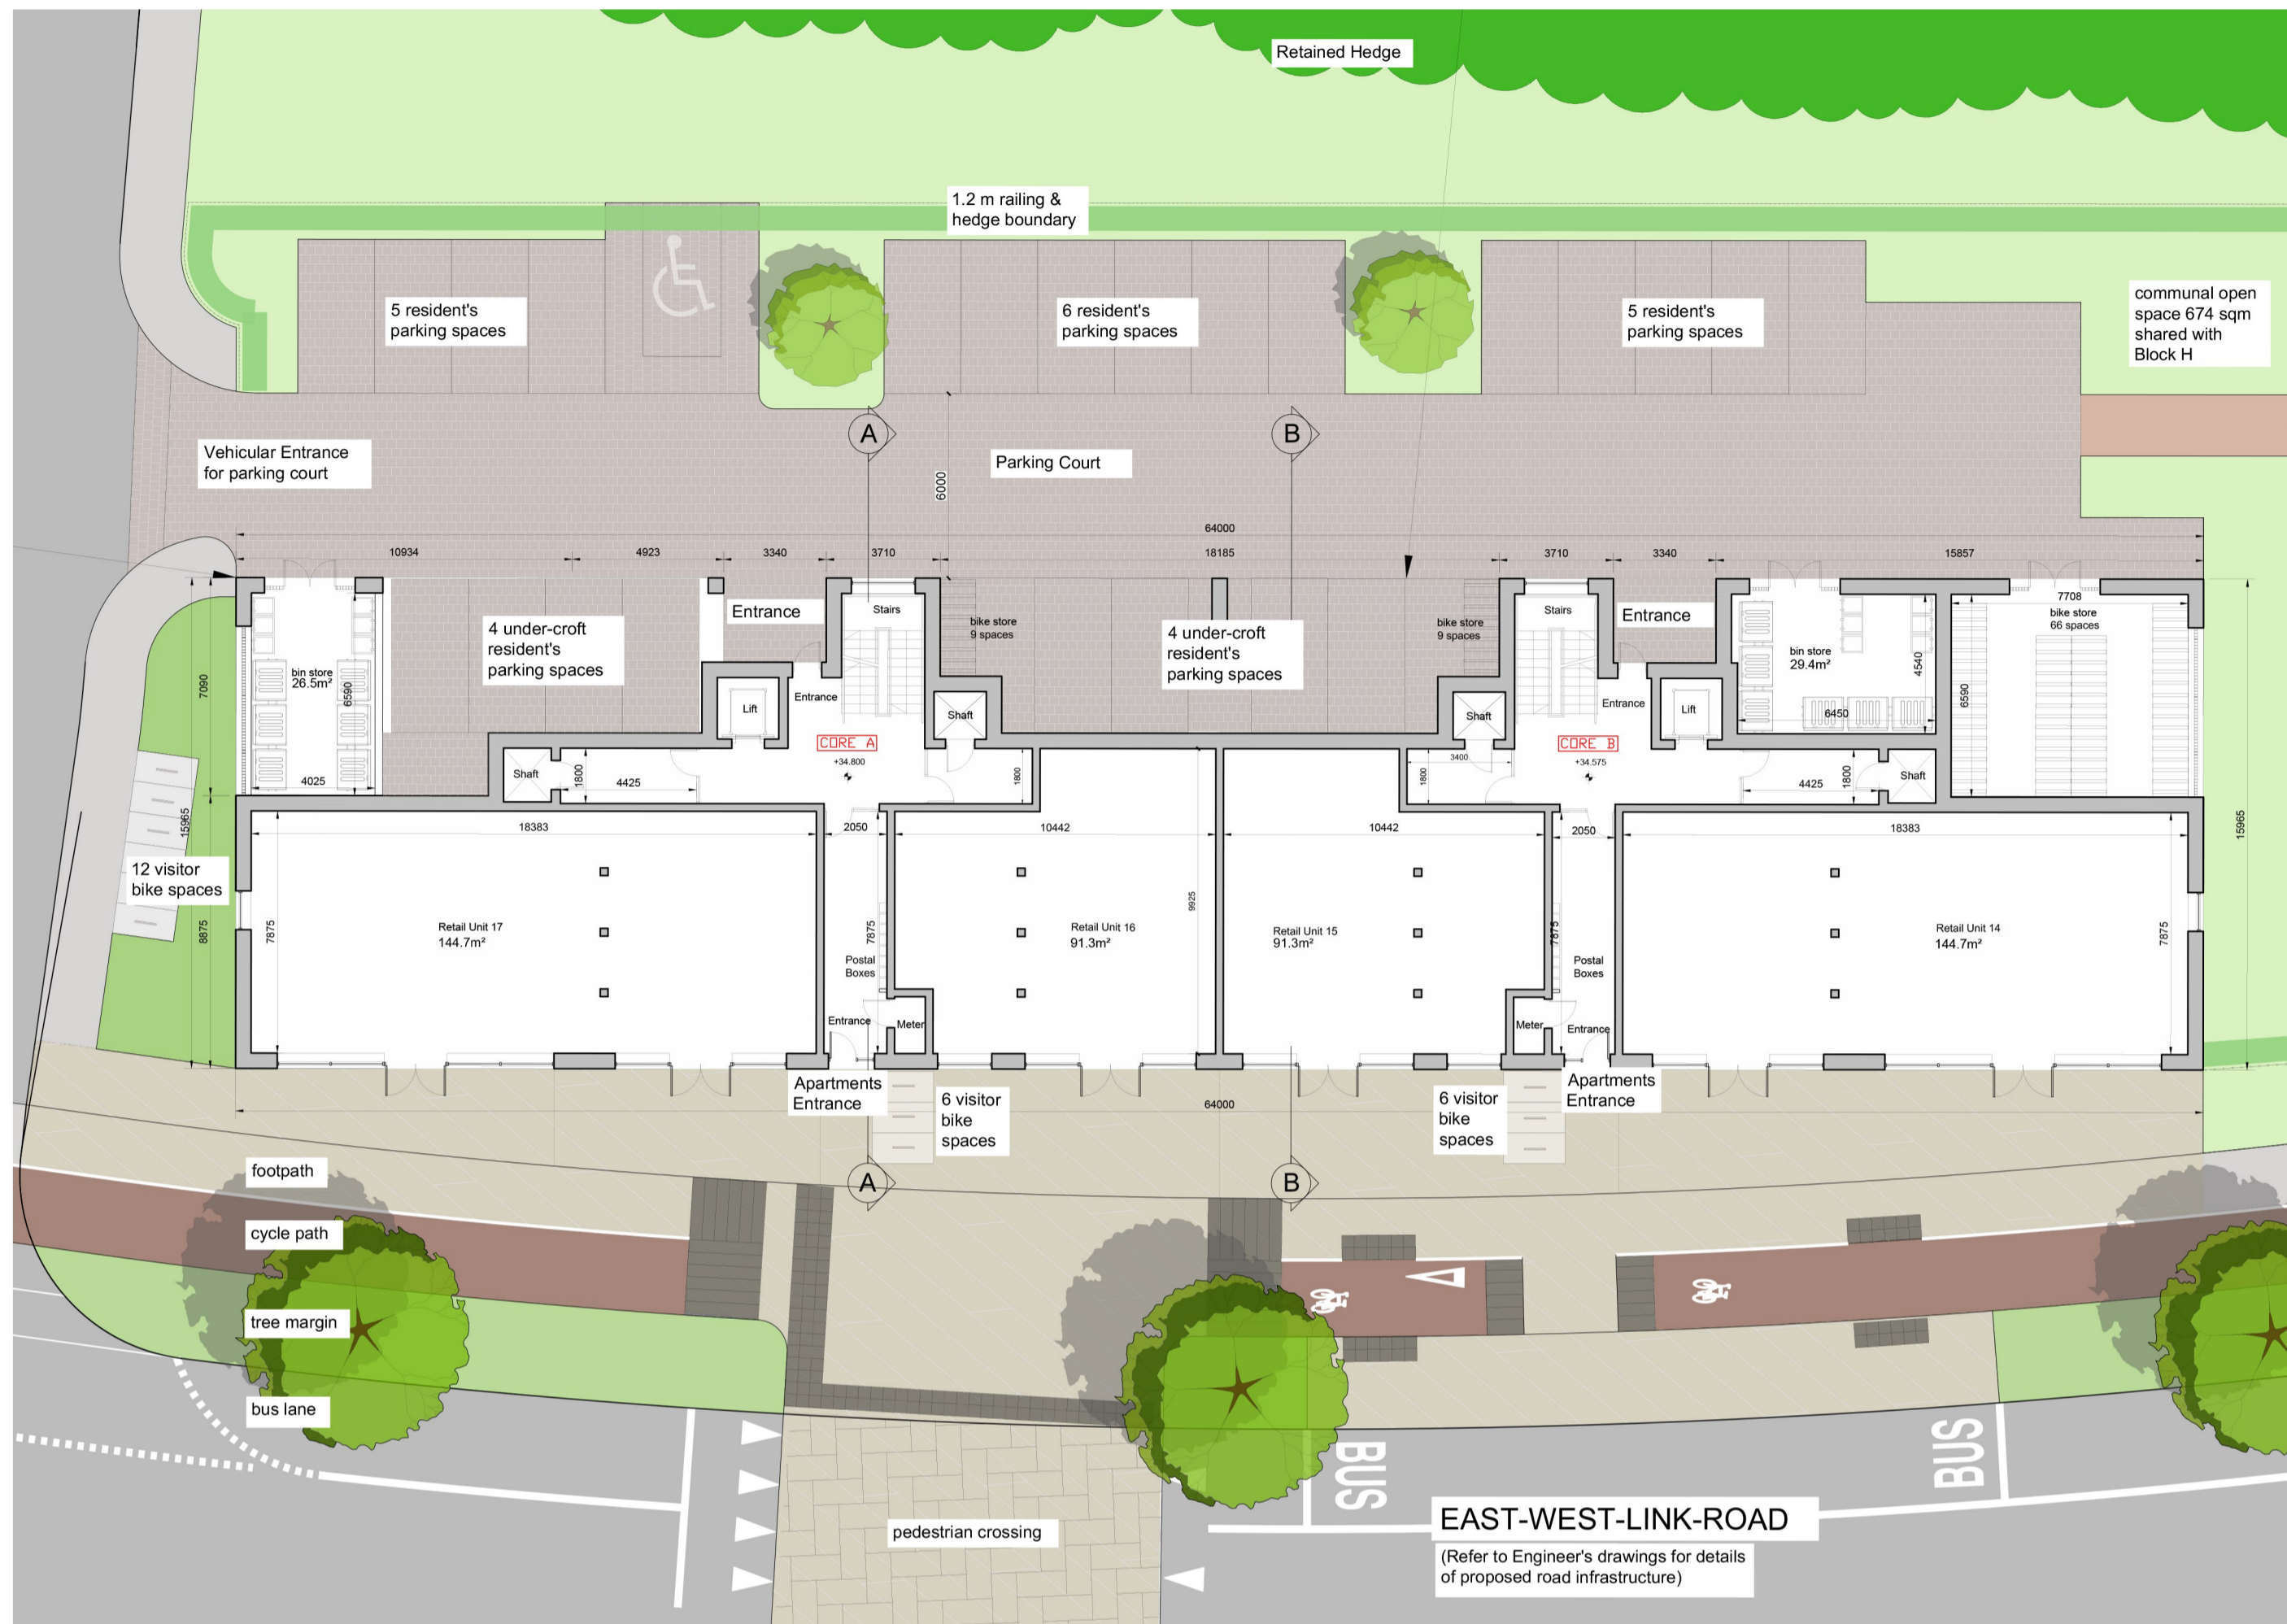 Retained Hedge
1.2 m railing &
hedge boundary
5 resident's
parking spaces
6 resident's
parking spaces
5 resident's
parking spaces
communal open
space 674 sqm
shared with
Block H
A
B
Vehicular Entrance
for parking court
Parking Court
6000
64000
10934
4923
3340
3710
18185
3710
3340
15857
Entrance
Stairs
bike store
9 spaces
4 under-croft
resident's
parking spaces
4 under-croft
resident's
parking spaces
bike store
9 spaces
Stairs
Entrance
7708
bike store
66 spaces
bin store
26.5m²
6590
4025
7090
bin store
29.4m²
4540
6450
6590
Lift
Entrance
Shaft
Shaft
Entrance
Lift
CORE A
+34.800
CORE B
+34.575
Shaft
1800
4425
1800
3400
1800
4425
1800
Shaft
15965
15965
18383
2050
10442
10442
2050
18383
12 visitor
bike spaces
8875
7875
Retail Unit 17
144.7m²
7875
Postal
Boxes
Retail Unit 16
91.3m²
9925
Retail Unit 15
91.3m²
7875
Postal
Boxes
Retail Unit 14
144.7m²
7875
Entrance
Meter
Meter
Entrance
Apartments
Entrance
6 visitor
bike
spaces
6 visitor
bike
spaces
Apartments
Entrance
64000
footpath
A
B
cycle path
tree margin
bus lane
BUS
BUS
pedestrian crossing
EAST-WEST-LINK-ROAD
(Refer to Engineer's drawings for details
of proposed road infrastructure)